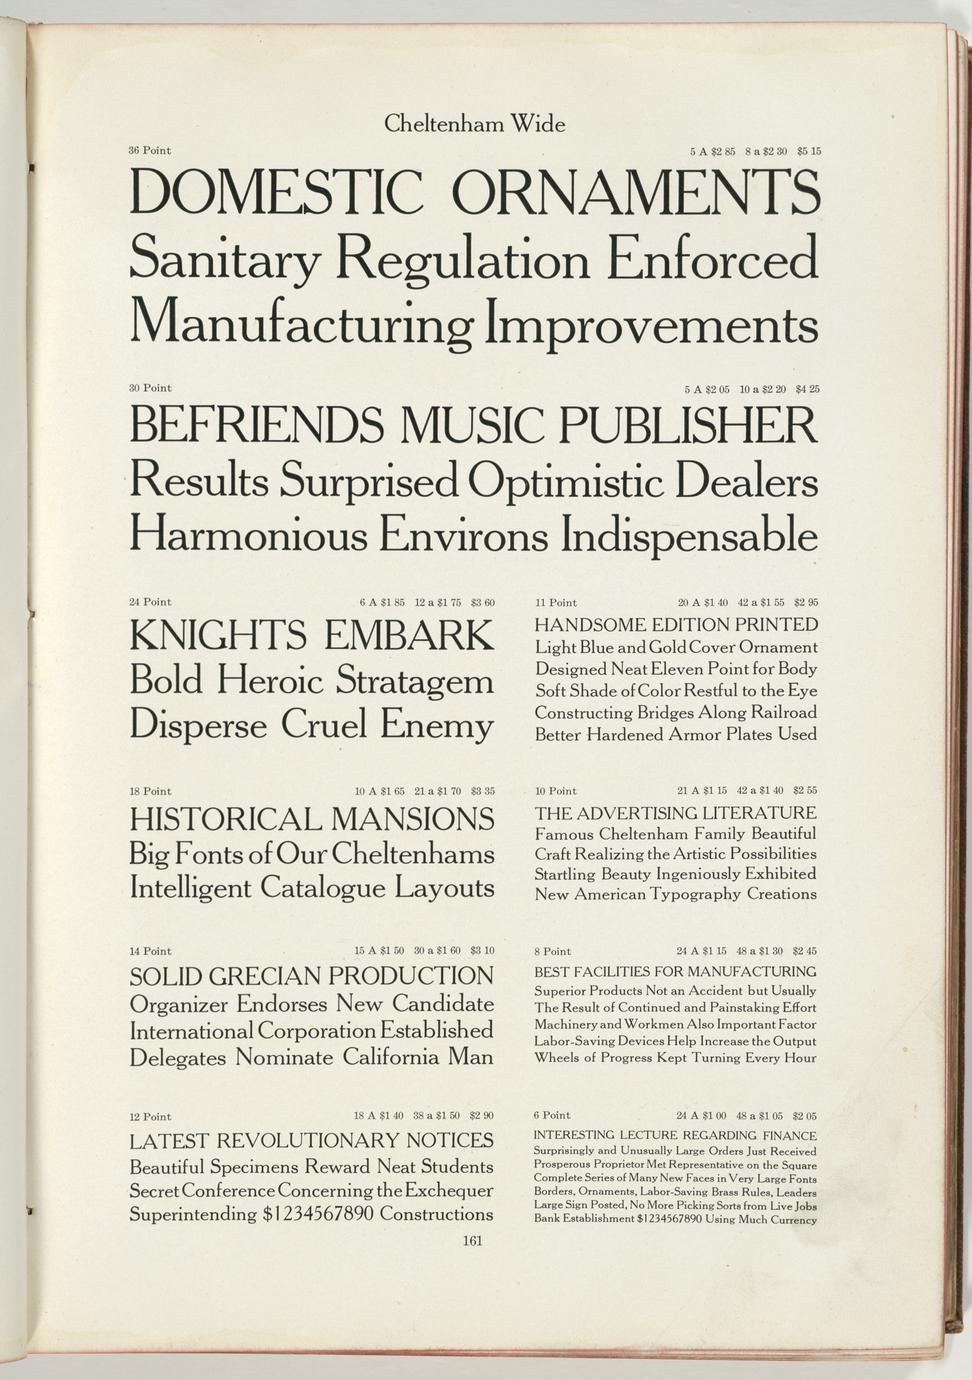 Cheltenham Wide
36 Point 5 A $2 85 8 a $2 30 $5 15
DOMESTIC ORNAMENTS
Sanitary Regulation Enforced
Manufacturing Improvements
30 Point 5 A $2 05 10 a $2 20 $4 25
BEFRIENDS MUSIC PUBLISHER
Results Surprised Optimistic Dealers
Harmonious Environs Indispensable
24 Point 6 A $1 85 12 a $1 75 $3 60
KNIGHTS EMBARK
Bold Heroic Stratagem
Disperse Cruel Enemy
18 Point 10 A $1 65 21 a $1 70 $3 35
HISTORICAL MANSIONS
Big Fonts of Our Cheltenhams
Intelligent Catalogue Layouts
14 Point 15 A $1 50 30 a $1 60 $3 10
SOLID GRECIAN PRODUCTION
Organizer Endorses New Candidate
International Corporation Established
Delegates Nominate California Man
12 Point 18 A $1 40 38 a $1 50 $2 90
LATEST REVOLUTIONARY NOTICES
Beautiful Specimens Reward Neat Students
Secret Conference Concerning the Exchequer
Superintending $1234567890 Constructions
11 Point 20 A $1 40 42 a $1 55 $2 95
HANDSOME EDITION PRINTED
Light Blue and Gold Cover Ornament
Designed Neat Eleven Point for Body
Soft Shade of Color Restful to the Eye
Constructing Bridges Along Railroad
Better Hardened Armor Plates Used
10 Point 21 A $1 15 42 a $1 40 $2 55
THE ADVERTISING LITERATURE
Famous Cheltenham Family Beautiful
Craft Realizing the Artistic Possibilities
Startling Beauty Ingeniously Exhibited
New American Typography Creations
8 Point 24 A $1 15 48 a $1 30 $2 45
BEST FACILITIES FOR MANUFACTURING
Superior Products Not an Accident but Usually
The Result of Continued and Painstaking Effort
Machinery and Workmen Also Important Factor
Labor-Saving Devices Help Increase the Output
Wheels of Progress Kept Turning Every Hour
6 Point 24 A $1 00 48 a $1 05 $2 05
INTERESTING LECTURE REGARDING FINANCE
Surprisingly and Unusually Large Orders Just Received
Prosperous Proprietor Met Representative on the Square
Complete Series of Many New Faces in Very Large Fonts
Borders, Ornaments, Labor-Saving Brass Rules, Leaders
Large Sign Posted, No More Picking Sorts from Live Jobs
Bank Establishment $1234567890 Using Much Currency
161